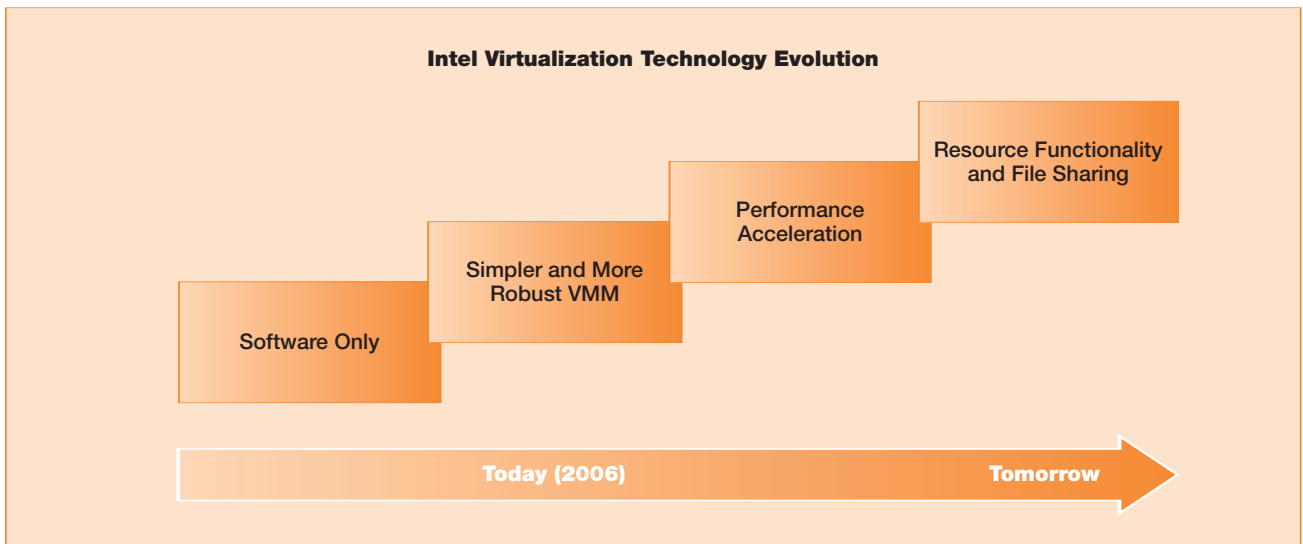 Intel Virtualization Technology Evolution
Software Only
Simpler and More
Robust VMM
Performance
Acceleration
Resource Functionality
and File Sharing
Today (2006)
Tomorrow